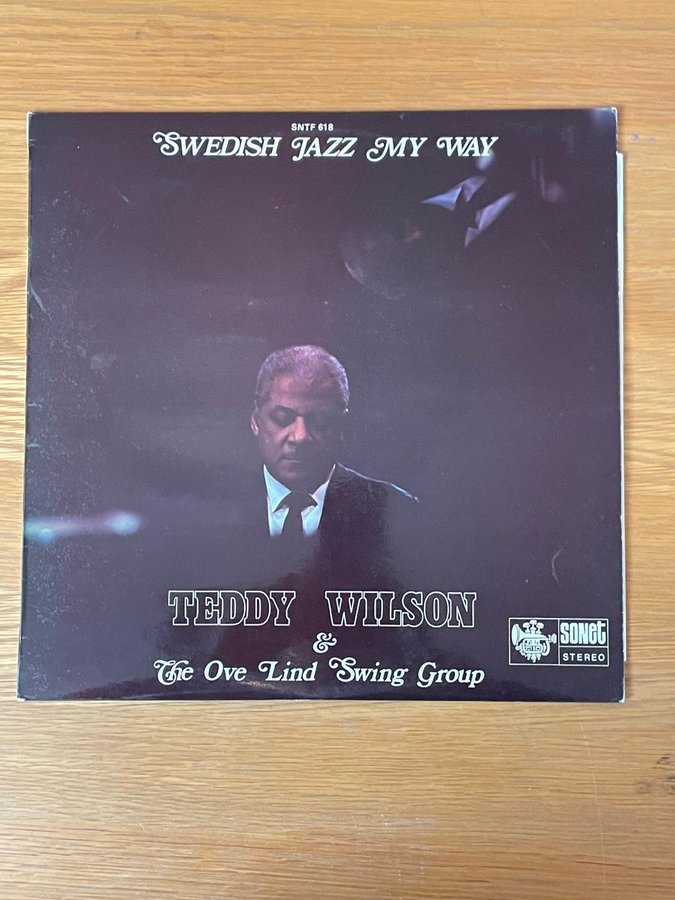 SNTF 618
SWEDISH JAZZ MY WAY
TEDDY WILSON
&
The Ove Lind Swing Group
SONET
STEREO